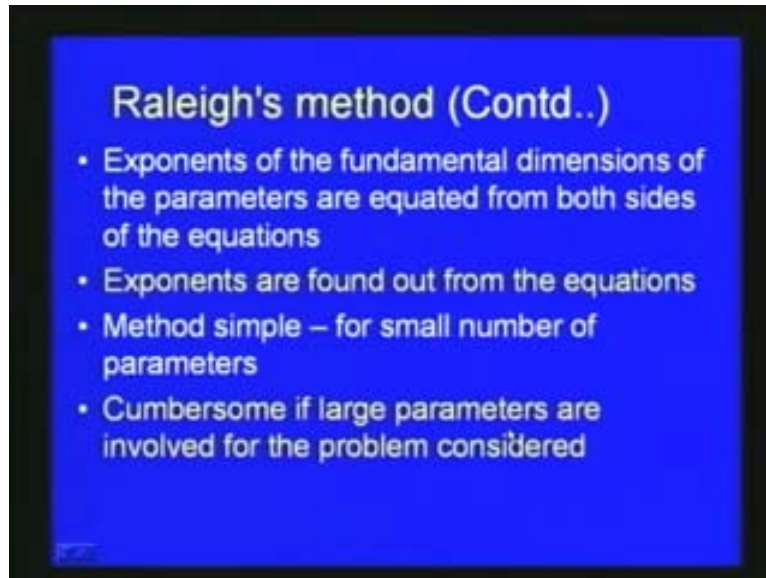 Raleigh's method (Contd..)
• Exponents of the fundamental dimensions of
the parameters are equated from both sides
of the equations
• Exponents are found out from the equations
• Method simple – for small number of
parameters
• Cumbersome if large parameters are
involved for the problem considered